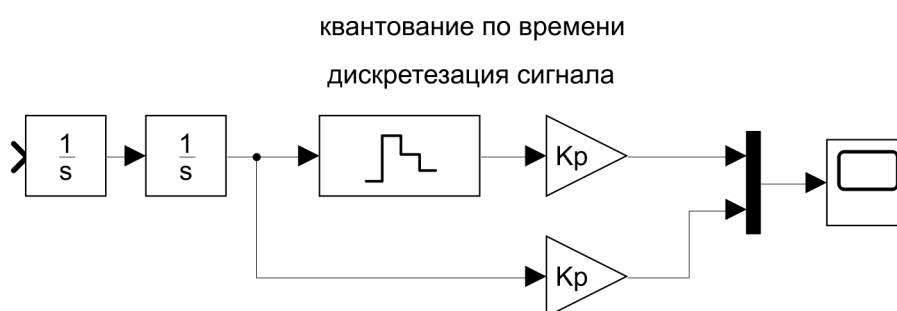 квантование по времени
дискретезация сигнала
1
s
1
s
Kp
Kp